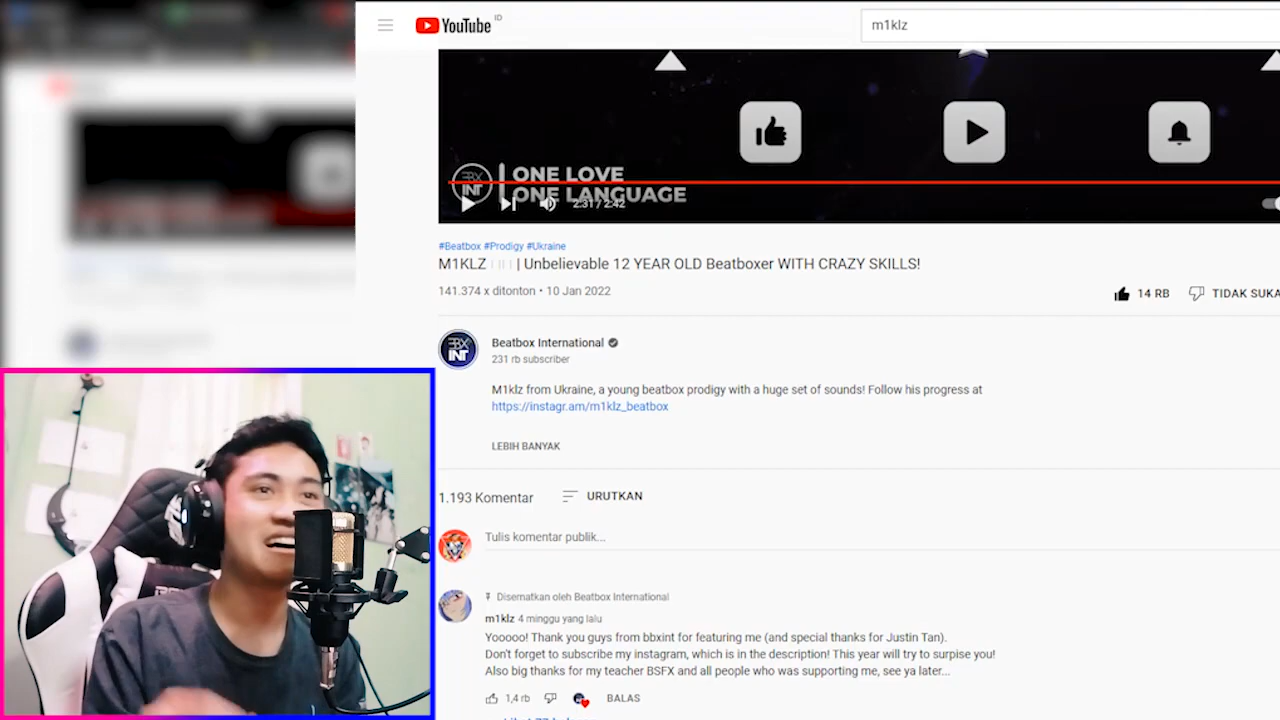 YouTube ID
m1klz
EBX INT
ONE LOVE
ONE LANGUAGE
2:31 / 2:42
#Beatbox #Prodigy #Ukraine
M1KLZ | Unbelievable 12 YEAR OLD Beatboxer WITH CRAZY SKILLS!
141.374 x ditonton • 10 Jan 2022
14 RB
TIDAK SUKA
Beatbox International
231 rb subscriber
M1klz from Ukraine, a young beatbox prodigy with a huge set of sounds! Follow his progress at
https://instagr.am/m1klz_beatbox
LEBIH BANYAK
1.193 Komentar
URUTKAN
Tulis komentar publik...
Disematkan oleh Beatbox International
m1klz 4 minggu yang lalu
Yooooo! Thank you guys from bbxint for featuring me (and special thanks for Justin Tan).
Don't forget to subscribe my instagram, which is in the description! This year will try to surpise you!
Also big thanks for my teacher BSFX and all people who was supporting me, see ya later...
1,4 rb
BALAS